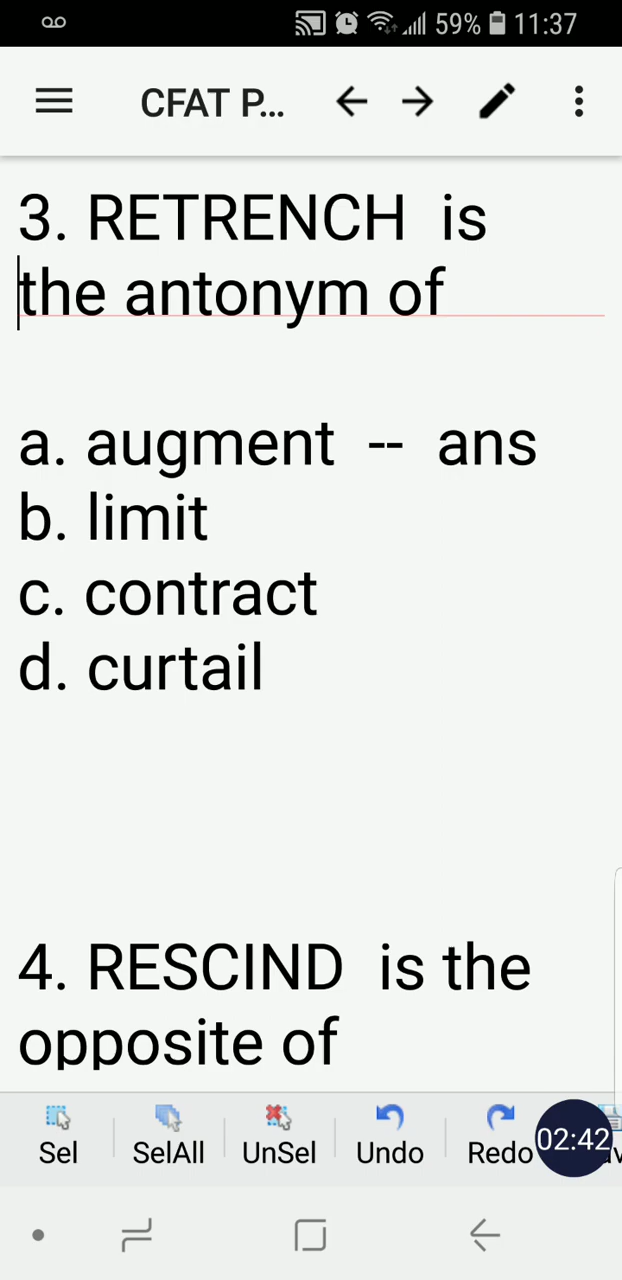 59% 11:37
CFAT P...
3. RETRENCH is
the antonym of
a. augment -- ans
b. limit
c. contract
d. curtail
4. RESCIND is the
opposite of
Sel SelAll UnSel Undo Redo 02:42